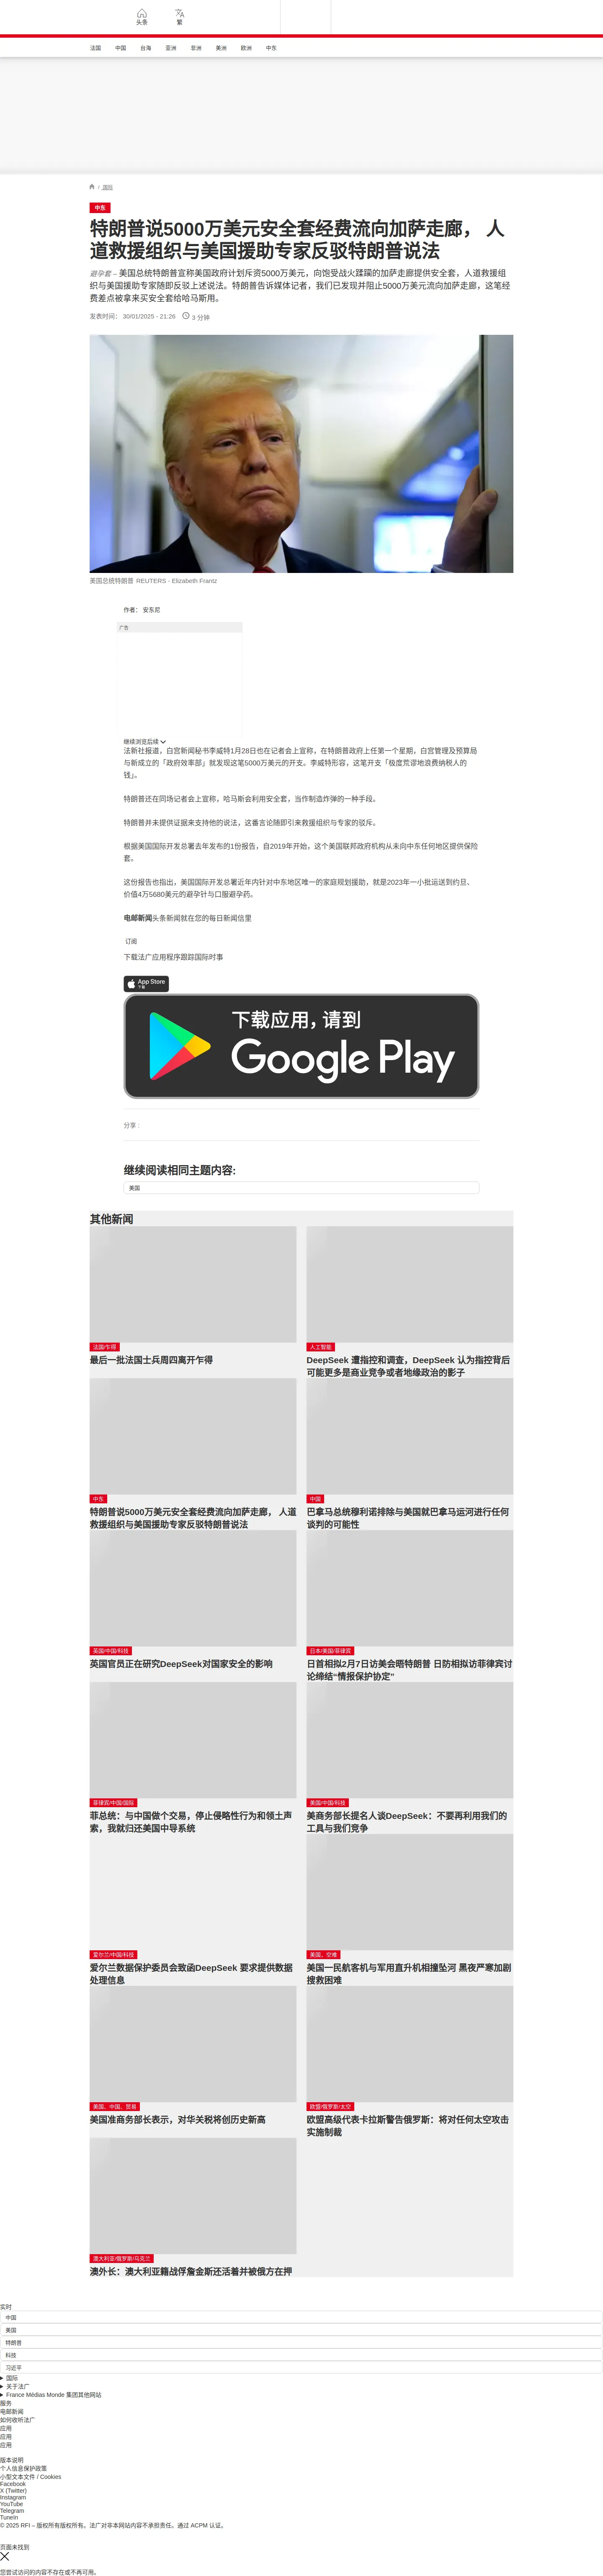 头条
繁
法国 中国 台海 亚洲 非洲 美洲 欧洲 中东
/ 国际
中东
特朗普说5000万美元安全套经费流向加萨走廊， 人
道救援组织与美国援助专家反驳特朗普说法
避孕套 – 美国总统特朗普宣称美国政府计划斥资5000万美元，向饱受战火蹂躏的加萨走廊提供安全套，人道救援组
织与美国援助专家随即反驳上述说法。特朗普告诉媒体记者，我们已发现并阻止5000万美元流向加萨走廊，这笔经
费差点被拿来买安全套给哈马斯用。
发表时间： 30/01/2025 - 21:26 3 分钟
美国总统特朗普 REUTERS - Elizabeth Frantz
作者： 安东尼
广告
继续浏览后续
法新社报道，白宫新闻秘书李威特1月28日也在记者会上宣称，在特朗普政府上任第一个星期，白宫管理及预算局
与新成立的「政府效率部」就发现这笔5000万美元的开支。李威特形容，这笔开支「极度荒谬地浪费纳税人的
钱」。
特朗普还在同场记者会上宣称，哈马斯会利用安全套，当作制造炸弹的一种手段。
特朗普并未提供证据来支持他的说法，这番言论随即引来救援组织与专家的驳斥。
根据美国国际开发总署去年发布的1份报告，自2019年开始，这个美国联邦政府机构从未向中东任何地区提供保险
套。
这份报告也指出，美国国际开发总署近年内针对中东地区唯一的家庭规划援助，就是2023年一小批运送到约旦、
价值4万5680美元的避孕针与口服避孕药。
电邮新闻头条新闻就在您的每日新闻信里
订阅
下载法广应用程序跟踪国际时事
App Store
下载
下载应用，请到
Google Play
分享 :
继续阅读相同主题内容:
美国
其他新闻
法国/乍得
最后一批法国士兵周四离开乍得
人工智能
DeepSeek 遭指控和调查，DeepSeek 认为指控背后
可能更多是商业竞争或者地缘政治的影子
中东
特朗普说5000万美元安全套经费流向加萨走廊， 人道
救援组织与美国援助专家反驳特朗普说法
中国
巴拿马总统穆利诺排除与美国就巴拿马运河进行任何
谈判的可能性
英国/中国/科技
英国官员正在研究DeepSeek对国家安全的影响
日本/美国/菲律宾
日首相拟2月7日访美会晤特朗普 日防相拟访菲律宾讨
论缔结“情报保护协定"
菲律宾/中国/国际
菲总统：与中国做个交易，停止侵略性行为和领土声
索，我就归还美国中导系统
美国/中国/科技
美商务部长提名人谈DeepSeek：不要再利用我们的
工具与我们竞争
爱尔兰/中国/科技
爱尔兰数据保护委员会致函DeepSeek 要求提供数据
处理信息
美国，空难
美国一民航客机与军用直升机相撞坠河 黑夜严寒加剧
搜救困难
美国、中国、贸易
美国准商务部长表示，对华关税将创历史新高
欧盟/俄罗斯/太空
欧盟高级代表卡拉斯警告俄罗斯：将对任何太空攻击
实施制裁
澳大利亚/俄罗斯/乌克兰
澳外长：澳大利亚籍战俘詹金斯还活着并被俄方在押
实时
中国
美国
特朗普
科技
习近平
国际
关于法广
France Médias Monde 集团其他网站
服务
电邮新闻
如何收听法广
应用
应用
应用
版本说明
个人信息保护政策
小型文本文件 / Cookies
Facebook
X (Twitter)
Instagram
YouTube
Telegram
TuneIn
© 2025 RFI – 版权所有版权所有。法广对非本网站内容不承担责任。通过 ACPM 认证。
页面未找到
您尝试访问的内容不存在或不再可用。